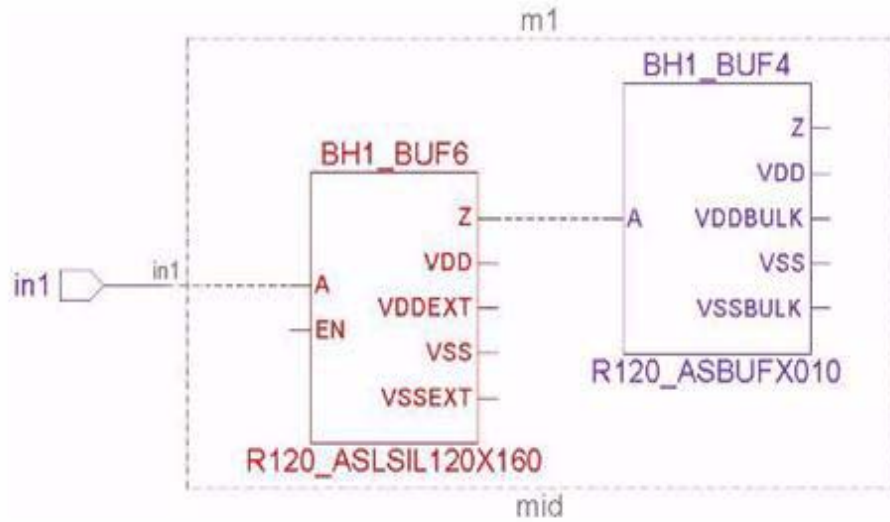 m1
BH1_BUF4
Z
VDD
A
VDDBULK
VSS
VSSBULK
R120_ASBUFX010
BH1_BUF6
Z
VDD
A
VDDEXT
EN
VSS
VSSEXT
R120_ASLSIL120X160
in1
in1
mid